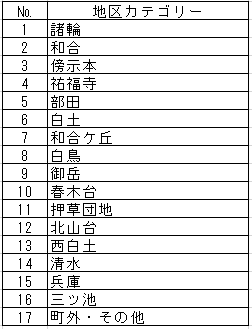 No. 地区カテゴリー
1 諸輪
2 和合
3 傍示本
4 祐福寺
5 部田
6 白土
7 和合ケ丘
8 白鳥
9 御岳
10 春木台
11 押草団地
12 北山台
13 西白土
14 清水
15 兵庫
16 三ツ池
17 町外・その他